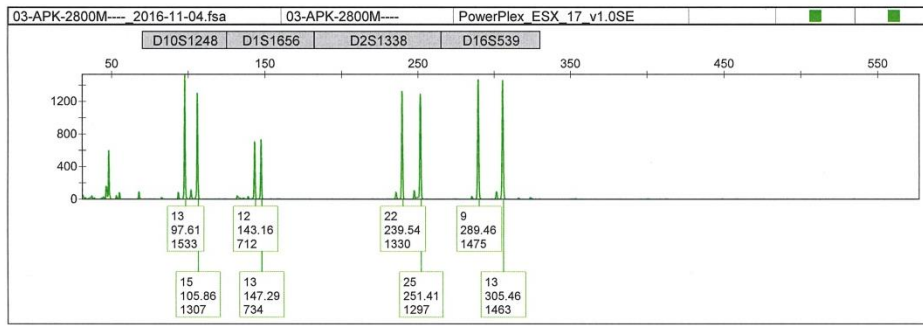 03-APK-2800M----_2016-11-04.fsa 03-APK-2800M---- PowerPlex_ESX_17_v1.0SE
D10S1248 D1S1656 D2S1338 D16S539
50 150 250 350 450 550
1200
800
400
0
13 12 22 9
97.61 143.16 239.54 289.46
1533 712 1330 1475
15 13 25 13
105.86 147.29 251.41 305.46
1307 734 1297 1463